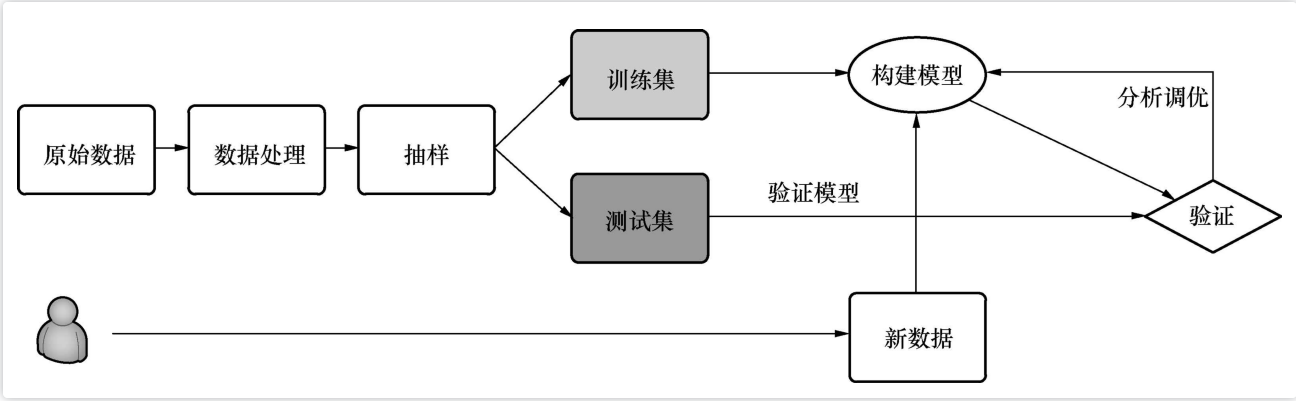 训练集
构建模型
分析调优
原始数据
数据处理
抽样
验证模型
测试集
验证
新数据